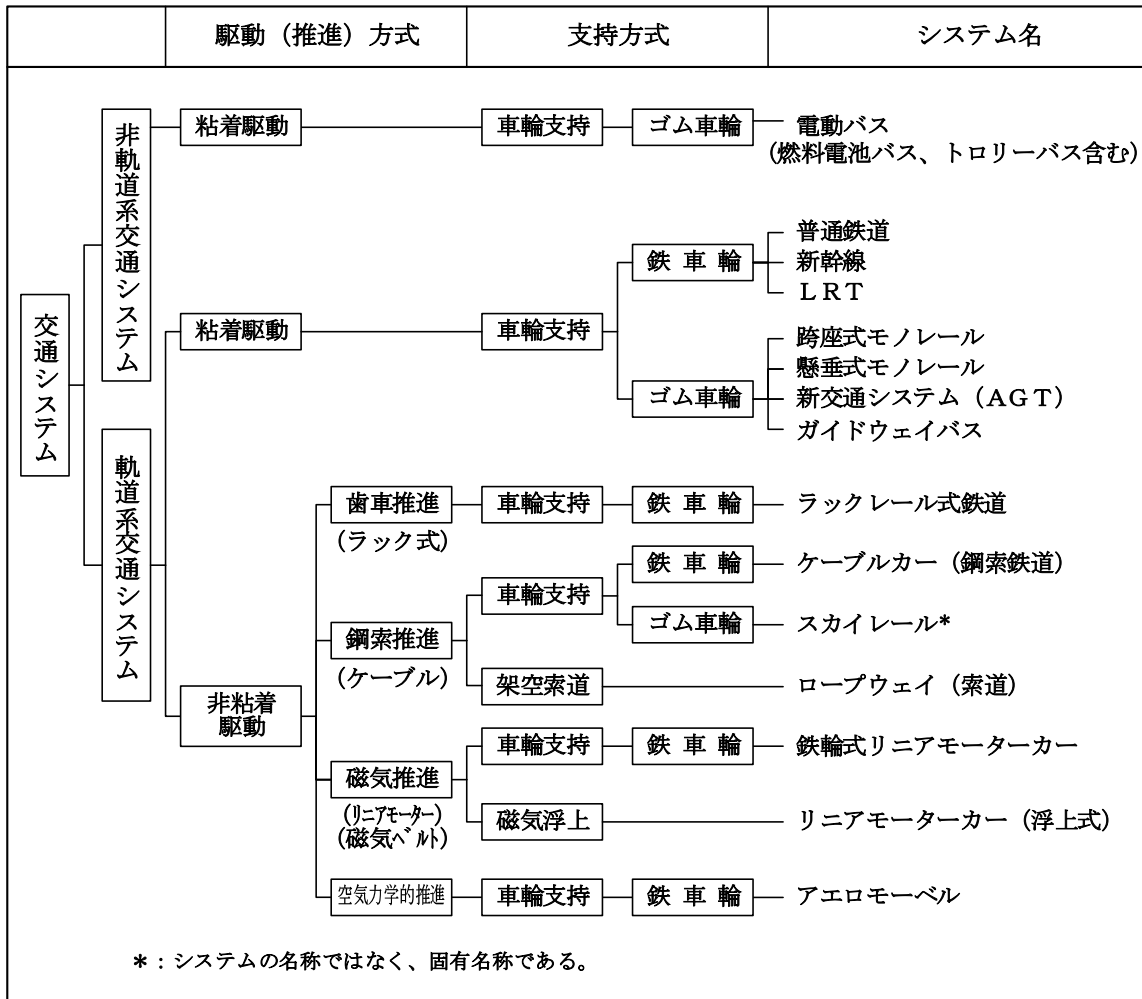 駆動（推進）方式 支持方式 システム名
交通システム
非軌道系交通システム
粘着駆動 車輪支持 ゴム車輪 電動バス
(燃料電池バス、トロリーバス含む)
軌道系交通システム
粘着駆動 車輪支持
鉄車輪
普通鉄道
新幹線
ＬＲＴ
ゴム車輪
跨座式モノレール
懸垂式モノレール
新交通システム（ＡＧＴ）
ガイドウェイバス
非粘着
駆動
歯車推進 車輪支持 鉄車輪 ラックレール式鉄道
(ラック式)
鋼索推進
(ケーブル)
車輪支持
鉄車輪 ケーブルカー（鋼索鉄道）
ゴム車輪 スカイレール*
架空索道 ロープウェイ（索道）
磁気推進
(リニアモーター)
(磁気ベルト)
車輪支持 鉄車輪 鉄輪式リニアモーターカー
磁気浮上 リニアモーターカー（浮上式）
空気力学的推進 車輪支持 鉄車輪 アエロモーベル
*：システムの名称ではなく、固有名称である。